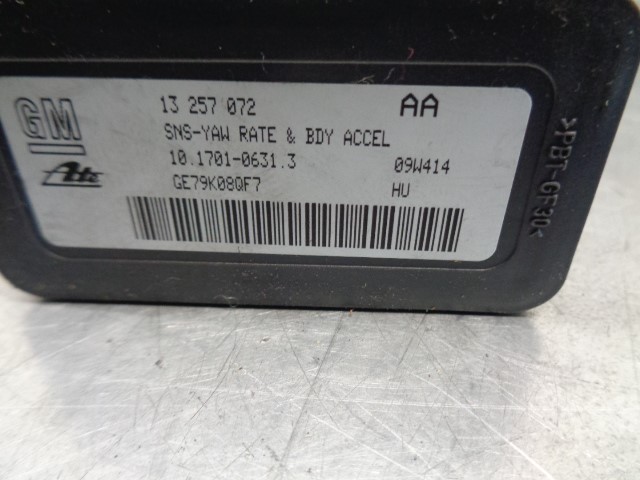 GM
13 257 072 AA
SNS-YAW RATE & BDY ACCEL
Ate 10.1701-0631.3 09W414
GE79K08QF7 HU
>PBT-GF30<